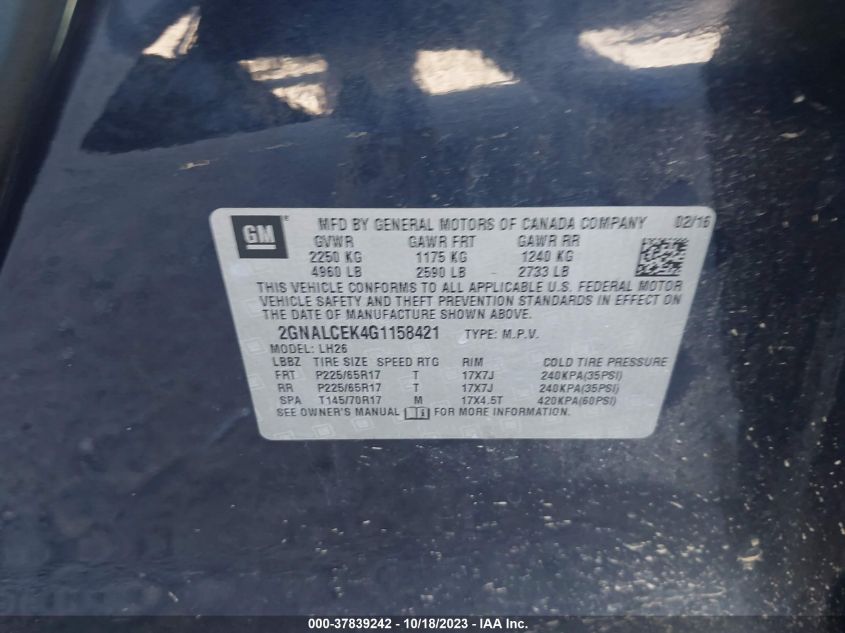 GM ® MFD BY GENERAL MOTORS OF CANADA COMPANY 02/16
GVWR GAWR FRT GAWR RR
2250 KG 1175 KG 1240 KG
4960 LB 2590 LB 2733 LB
THIS VEHICLE CONFORMS TO ALL APPLICABLE U.S. FEDERAL MOTOR
VEHICLE SAFETY AND THEFT PREVENTION STANDARDS IN EFFECT ON
THE DATE OF MANUFACTURE SHOWN ABOVE.
2GNALCEK4G1158421 TYPE: M.P.V.
MODEL: LH26
LBBZ TIRE SIZE SPEED RTG RIM COLD TIRE PRESSURE
FRT P225/65R17 T 17X7J 240KPA(35PSI)
RR P225/65R17 T 17X7J 240KPA(35PSI)
SPA T145/70R17 M 17X4.5T 420KPA(60PSI)
SEE OWNER'S MANUAL FOR MORE INFORMATION.
000-37839242 - 10/18/2023 - IAA Inc.